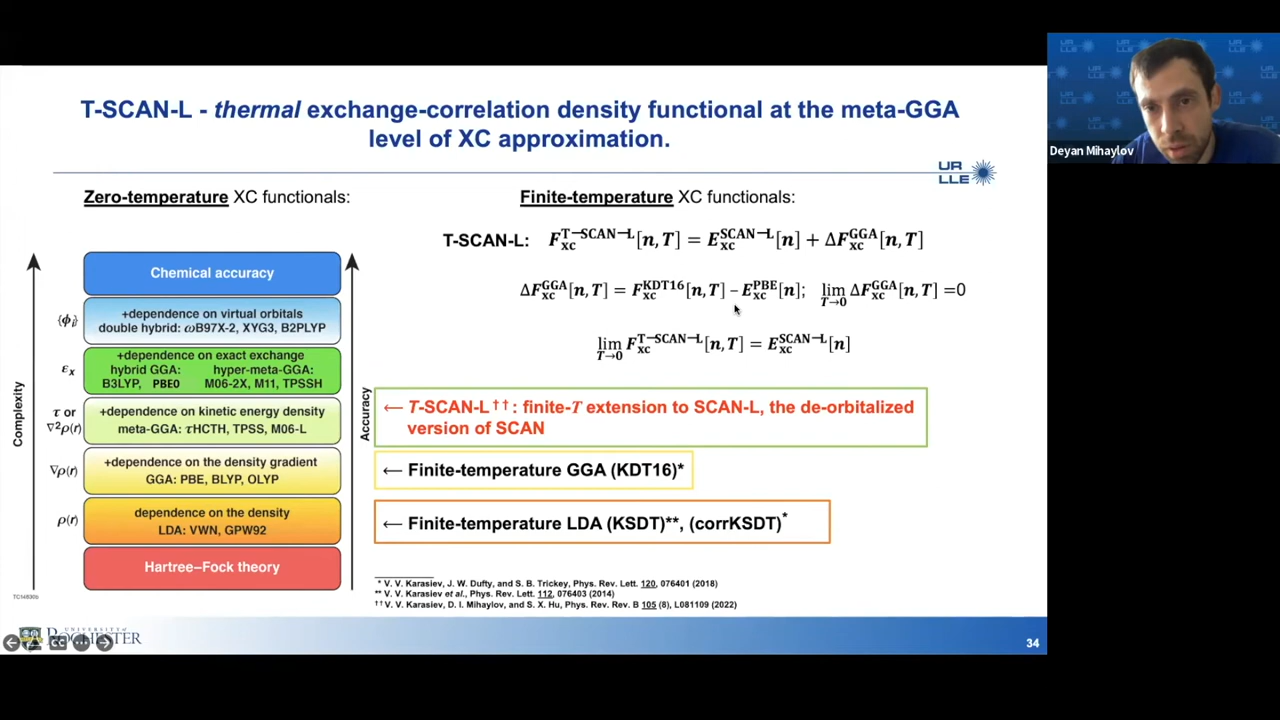 T-SCAN-L - thermal exchange-correlation density functional at the meta-GGA
level of XC approximation.
UR
LLE
Zero-temperature XC functionals:
Finite-temperature XC functionals:
T-SCAN-L: F_xc^{T−SCAN−L}[n,T] = E_xc^{SCAN−L}[n] + ΔF_xc^{GGA}[n,T]
ΔF_xc^{GGA}[n,T] = F_xc^{KDT16}[n,T] − E_xc^{PBE}[n]; lim_{T→0} ΔF_xc^{GGA}[n,T] =0
lim_{T→0} F_xc^{T−SCAN−L}[n,T] = E_xc^{SCAN−L}[n]
Complexity
Accuracy
Chemical accuracy
{ϕ_i}
+dependence on virtual orbitals
double hybrid: ωB97X-2, XYG3, B2PLYP
ε_x
+dependence on exact exchange
hybrid GGA: hyper-meta-GGA:
B3LYP, PBE0 M06-2X, M11, TPSSH
τ or
∇²ρ(r)
+dependence on kinetic energy density
meta-GGA: τHCTH, TPSS, M06-L
∇ρ(r)
+dependence on the density gradient
GGA: PBE, BLYP, OLYP
ρ(r)
dependence on the density
LDA: VWN, GPW92
Hartree–Fock theory
TC14830b
← T-SCAN-L††: finite-T extension to SCAN-L, the de-orbitalized
version of SCAN
← Finite-temperature GGA (KDT16)*
← Finite-temperature LDA (KSDT)**, (corrKSDT)*
* V. V. Karasiev, J. W. Dufty, and S. B. Trickey, Phys. Rev. Lett. 120, 076401 (2018)
** V. V. Karasiev et al., Phys. Rev. Lett. 112, 076403 (2014)
†† V. V. Karasiev, D. I. Mihaylov, and S. X. Hu, Phys. Rev. Rev. B 105 (8), L081109 (2022)
UNIVERSITY of
ROCHESTER
CC
34
UR
LLE
Deyan Mihaylov